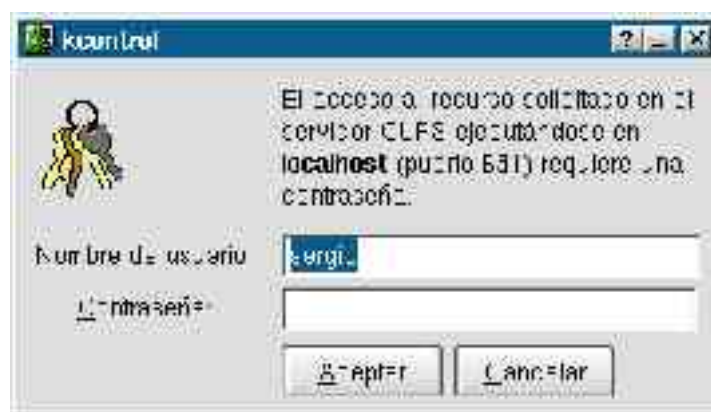 kcontrol
El acceso al recurso solicitado en el
servidor CUPS ejecutándose en
localhost (puerto 631) requiere una
contraseña.
Nombre de usuario
sergio
Contraseña:
Aceptar
Cancelar